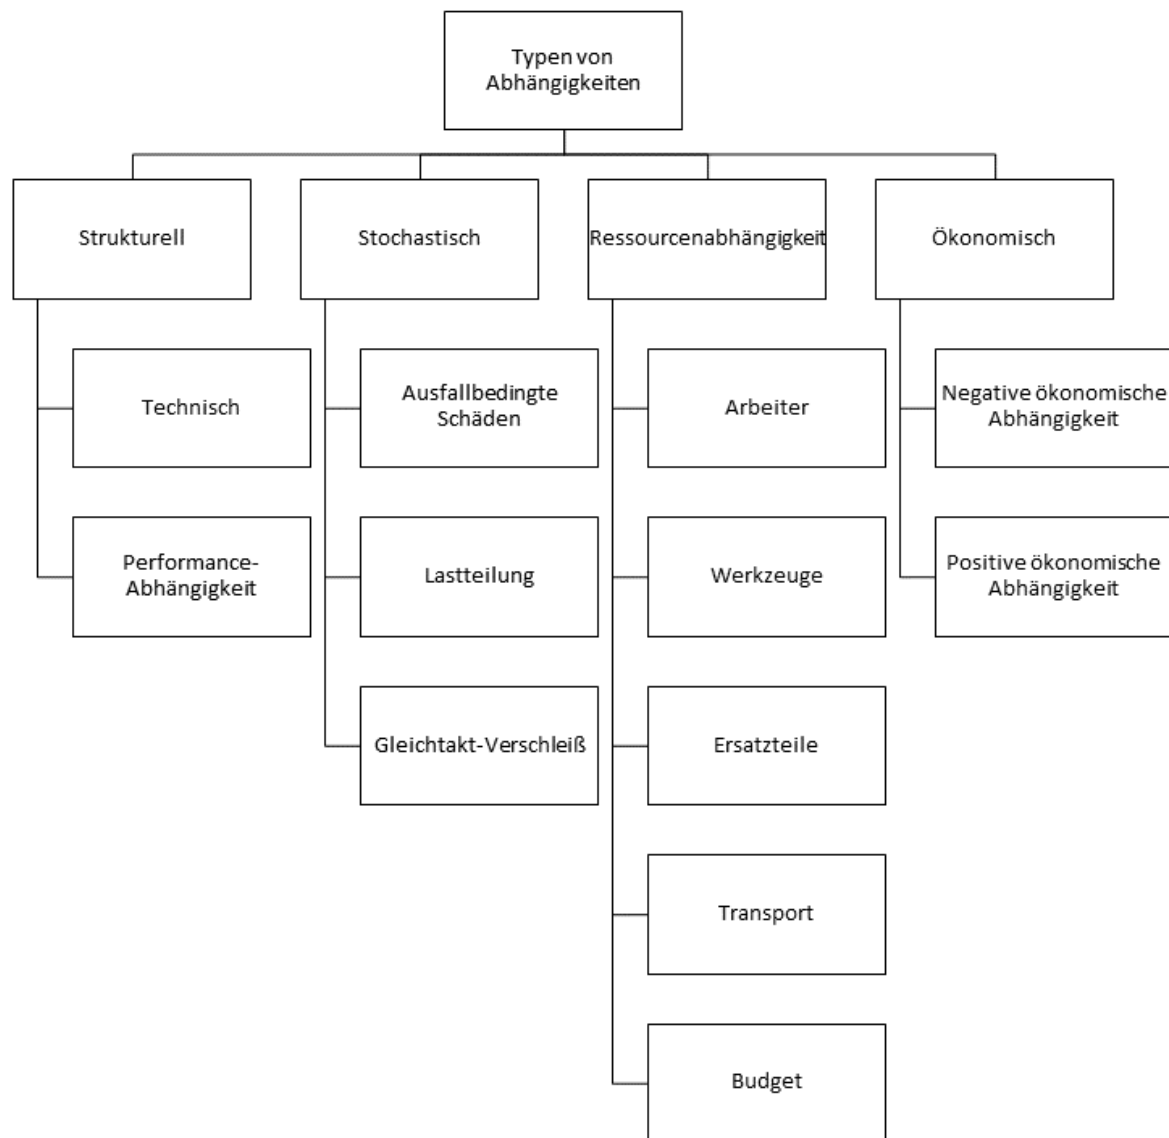 Typen von
Abhängigkeiten
Strukturell
Stochastisch
Ressourcenabhängigkeit
Ökonomisch
Technisch
Ausfallbedingte
Schäden
Arbeiter
Negative ökonomische
Abhängigkeit
Performance-
Abhängigkeit
Lastteilung
Werkzeuge
Positive ökonomische
Abhängigkeit
Gleichtakt-Verschleiß
Ersatzteile
Transport
Budget